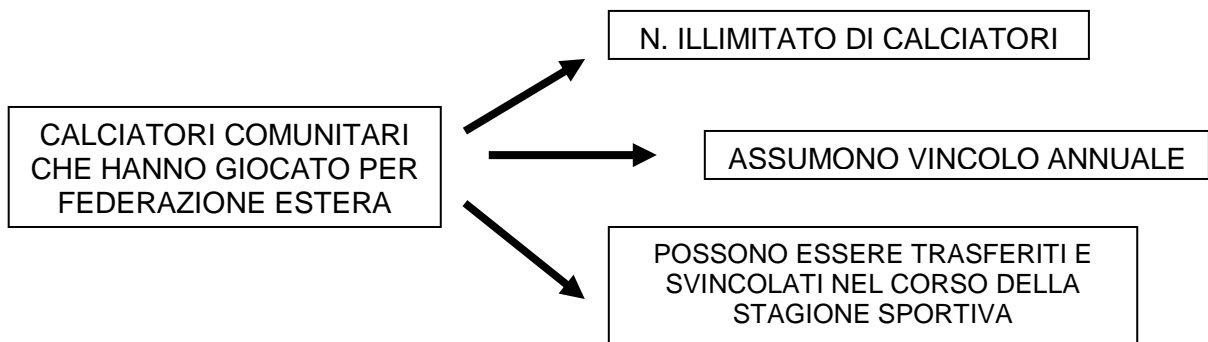 N. ILLIMITATO DI CALCIATORI
CALCIATORI COMUNITARI
CHE HANNO GIOCATO PER
FEDERAZIONE ESTERA
ASSUMONO VINCOLO ANNUALE
POSSONO ESSERE TRASFERITI E
SVINCOLATI NEL CORSO DELLA
STAGIONE SPORTIVA